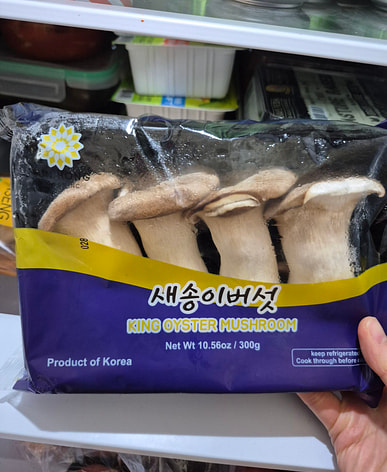 028
새송이버섯
KING OYSTER MUSHROOM
Net Wt 10.56oz / 300g
Product of Korea
keep refrigerated
Cook through before